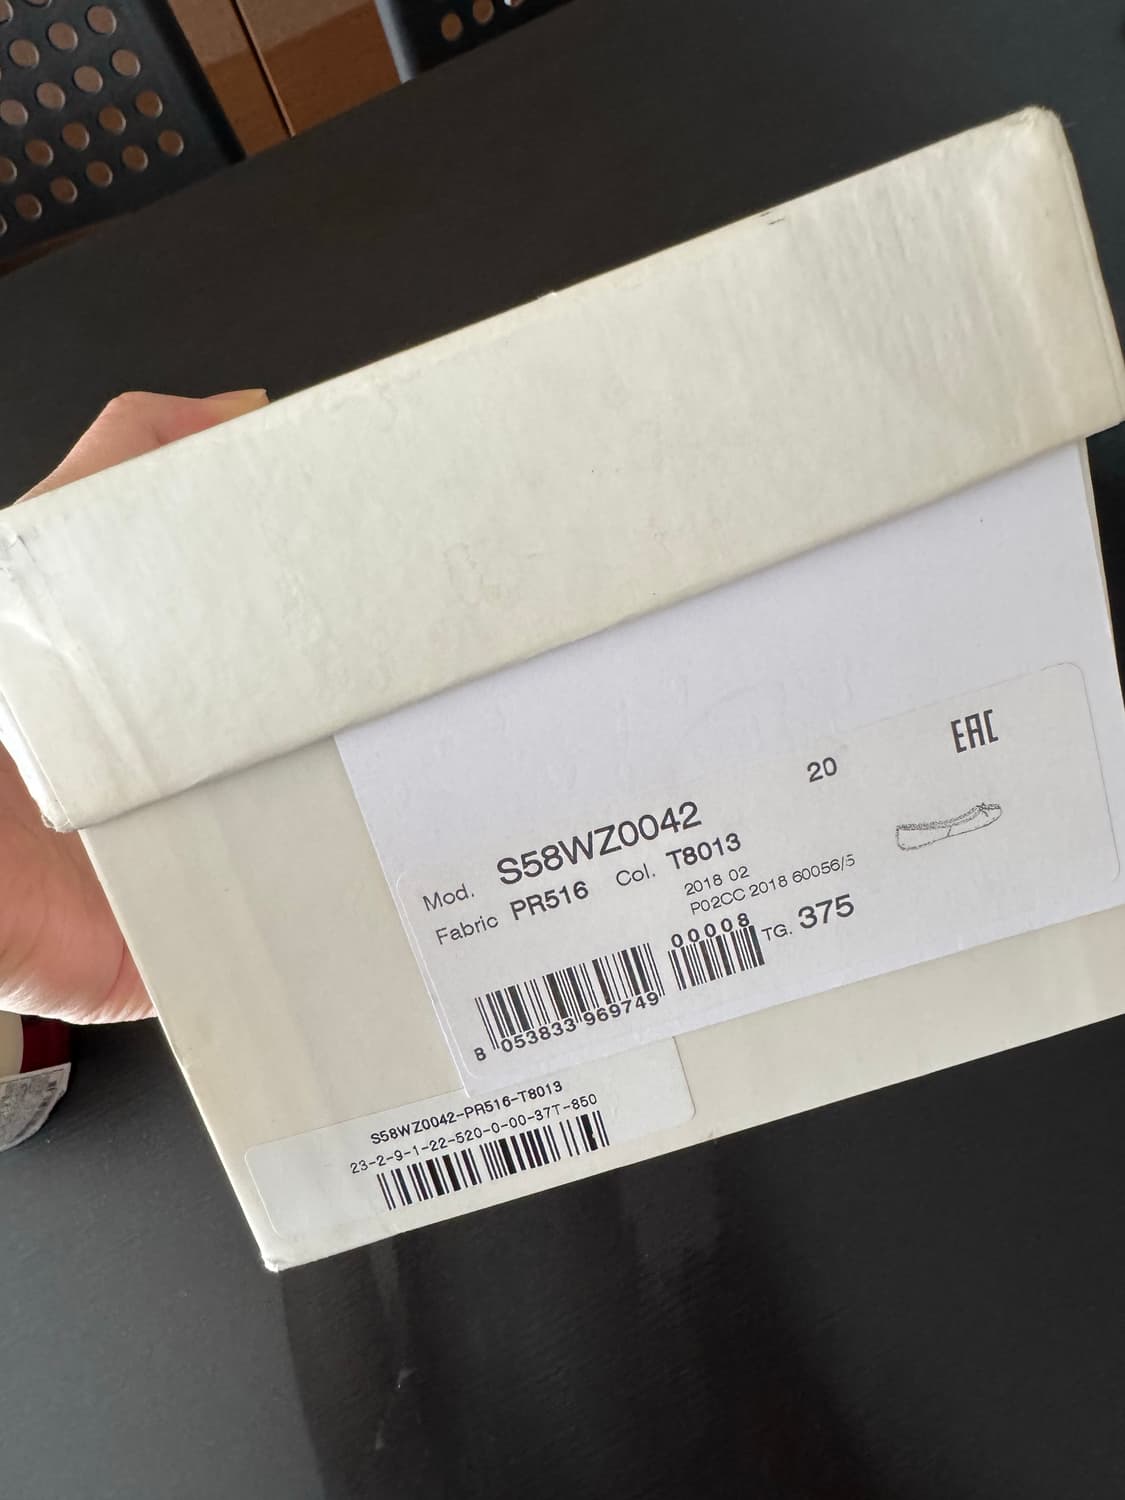 20 EAC
Mod. S58WZ0042
Fabric PR516 Col. T8013
2018 02
P02CC 2018 60056/5
00008 TG. 375
8 053833 969749
S58WZ0042-PR516-T8013
23-2-9-1-22-520-0-00-37T-850